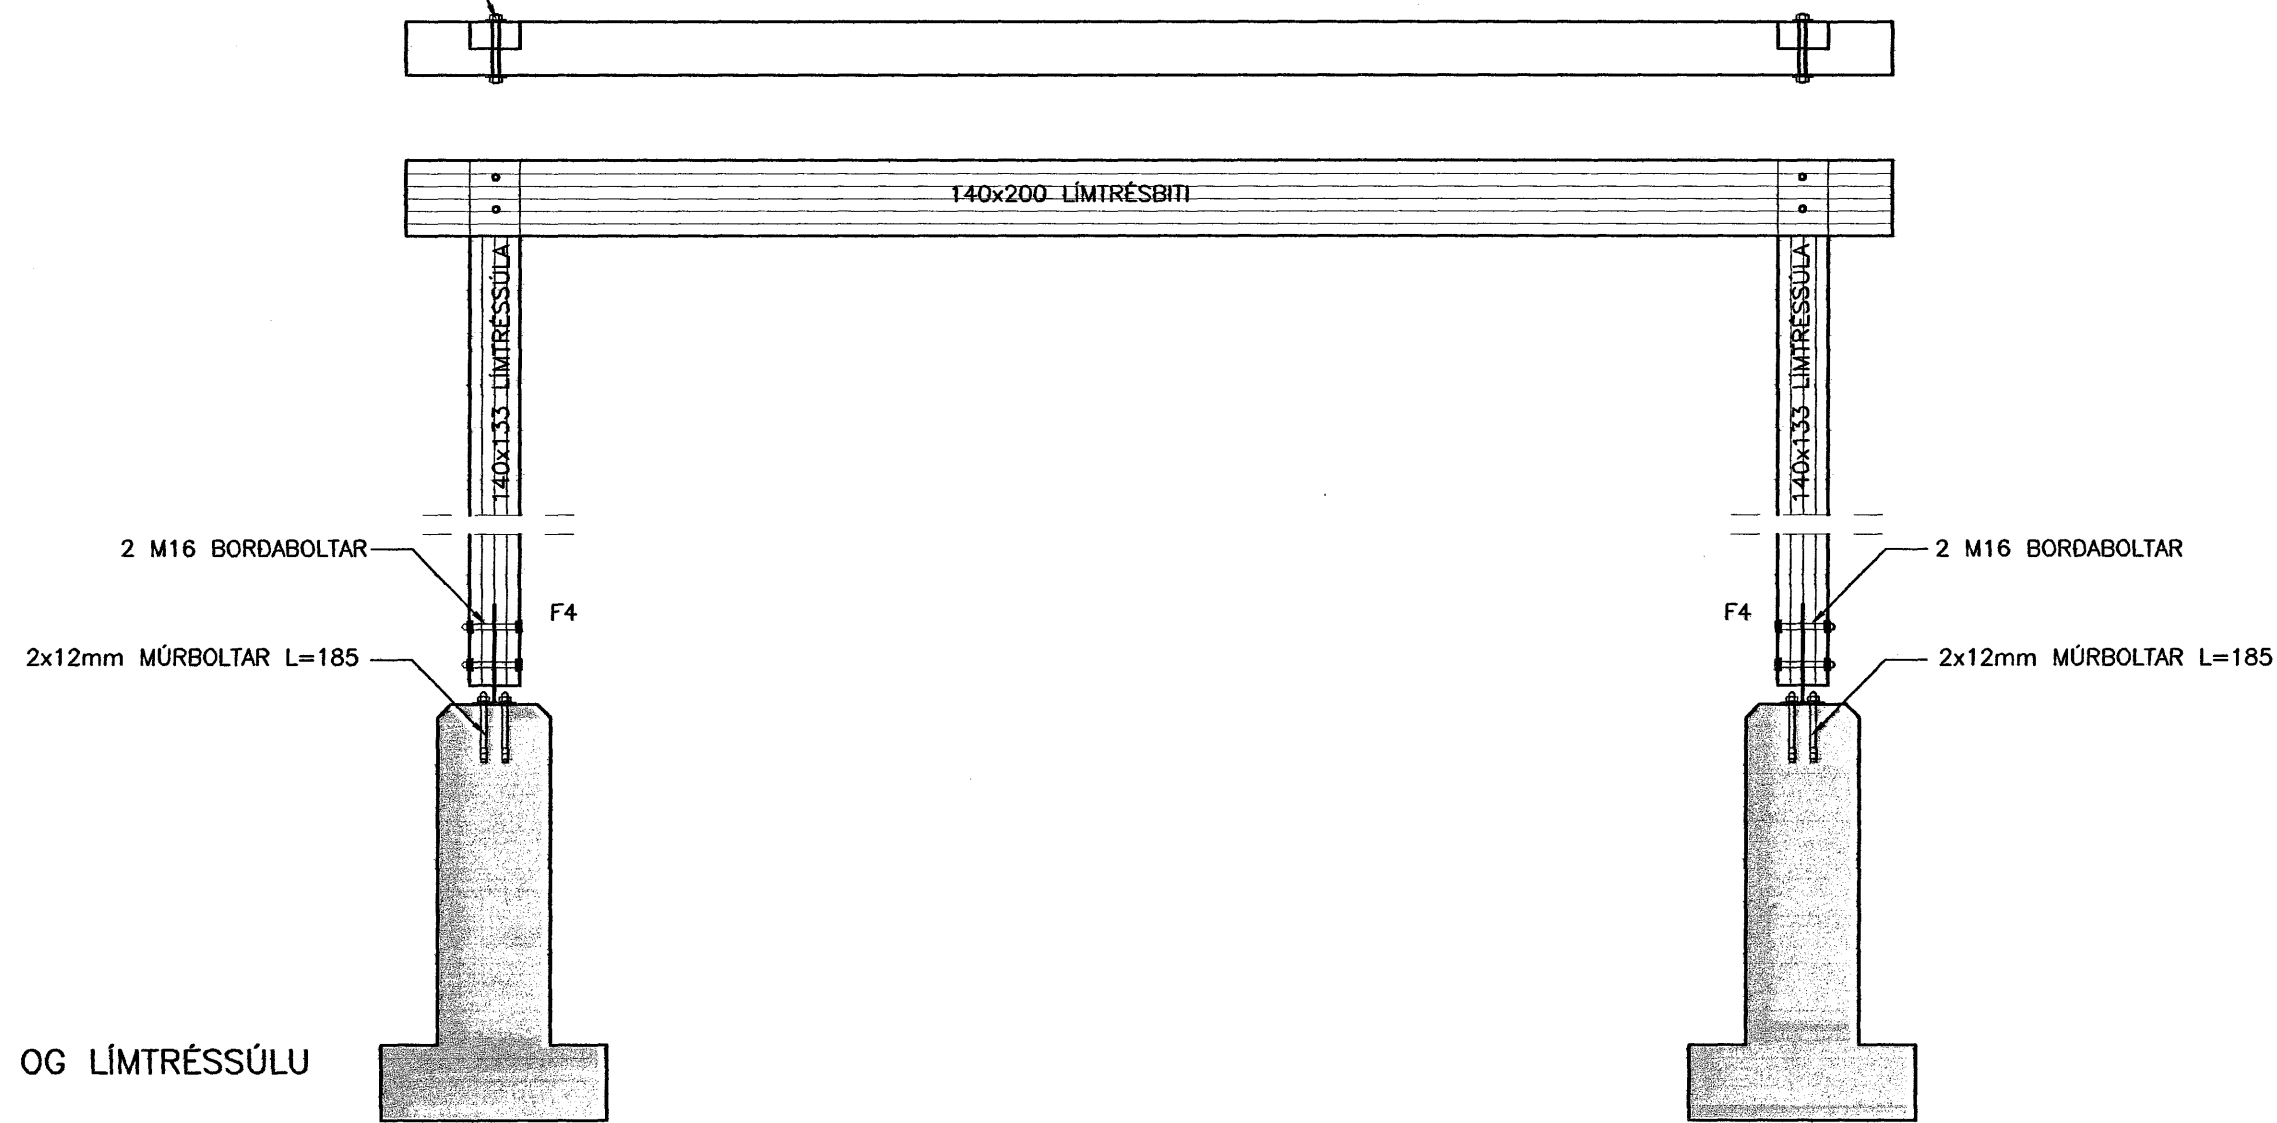 140x200 LÍMTRÉSBITI
140x133 LÍMTRÉSSÚLA
140x133 LÍMTRÉSSÚLA
2 M16 BORÐABOLTAR
2 M16 BORÐABOLTAR
F4
F4
2x12mm MÚRBOLTAR L=185
2x12mm MÚRBOLTAR L=185
OG LÍMTRÉSSÚLU